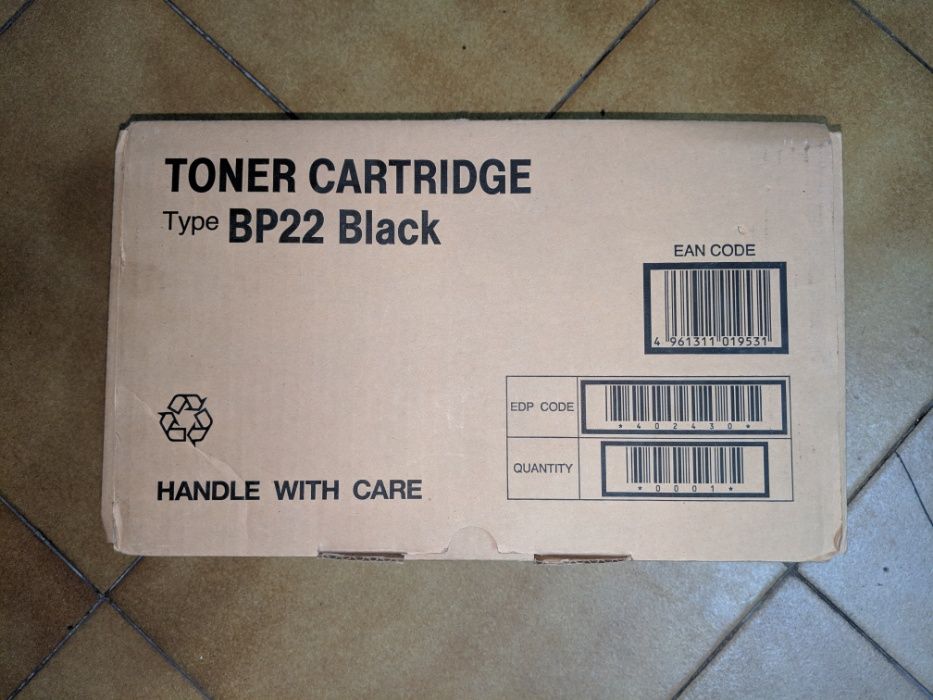 TONER CARTRIDGE
Type BP22 Black
EAN CODE
4 961311 019531
EDP CODE
*402430*
QUANTITY
*0001*
HANDLE WITH CARE